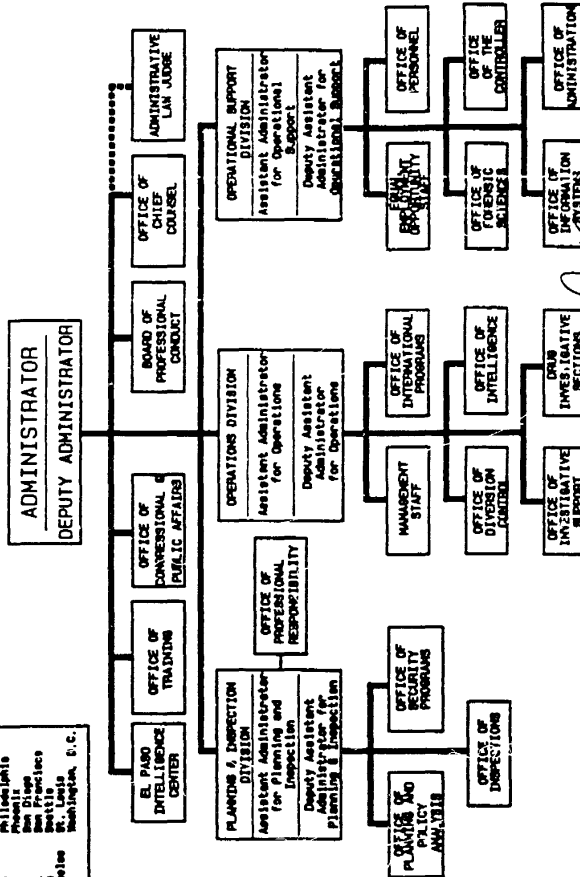 ADMINISTRATOR
DEPUTY ADMINISTRATOR
Philadelphia
Phoenix
San Diego
San Francisco
Seattle
St. Louis
Washington, D.C.
EL PASO
INTELLIGENCE
CENTER
OFFICE OF
TRAINING
OFFICE OF
CONGRESSIONAL &
PUBLIC AFFAIRS
BOARD OF
PROFESSIONAL
CONDUCT
OFFICE OF
CHIEF
COUNSEL
ADMINISTRATIVE
LAW JUDGE
PLANNING & INSPECTION
DIVISION
Assistant Administrator
for Planning and
Inspection
Deputy Assistant
Administrator for
Planning & Inspection
OFFICE OF
PROFESSIONAL
RESPONSIBILITY
OPERATIONS DIVISION
Assistant Administrator
for Operations
Deputy Assistant
Administrator
for Operations
OPERATIONAL SUPPORT
DIVISION
Assistant Administrator
for Operational
Support
Deputy Assistant
Administrator for
Operational Support
OFFICE OF
PLANNING AND
POLICY
ANALYSIS
OFFICE OF
SECURITY
PROGRAMS
OFFICE OF
INSPECTIONS
MANAGEMENT
STAFF
OFFICE OF
INTERNATIONAL
PROGRAMS
OFFICE OF
DIVERSION
CONTROL
OFFICE OF
INTELLIGENCE
OFFICE OF
INVESTIGATIVE
SUPPORT
DRUG
INVESTIGATIVE
SECTIONS
EQUAL
EMPLOYMENT
OPPORTUNITY
STAFF
OFFICE OF
PERSONNEL
OFFICE OF
FORENSIC
SCIENCES
OFFICE
OF THE
CONTROLLER
OFFICE OF
INFORMATION
SYSTEMS
OFFICE OF
ADMINISTRATION